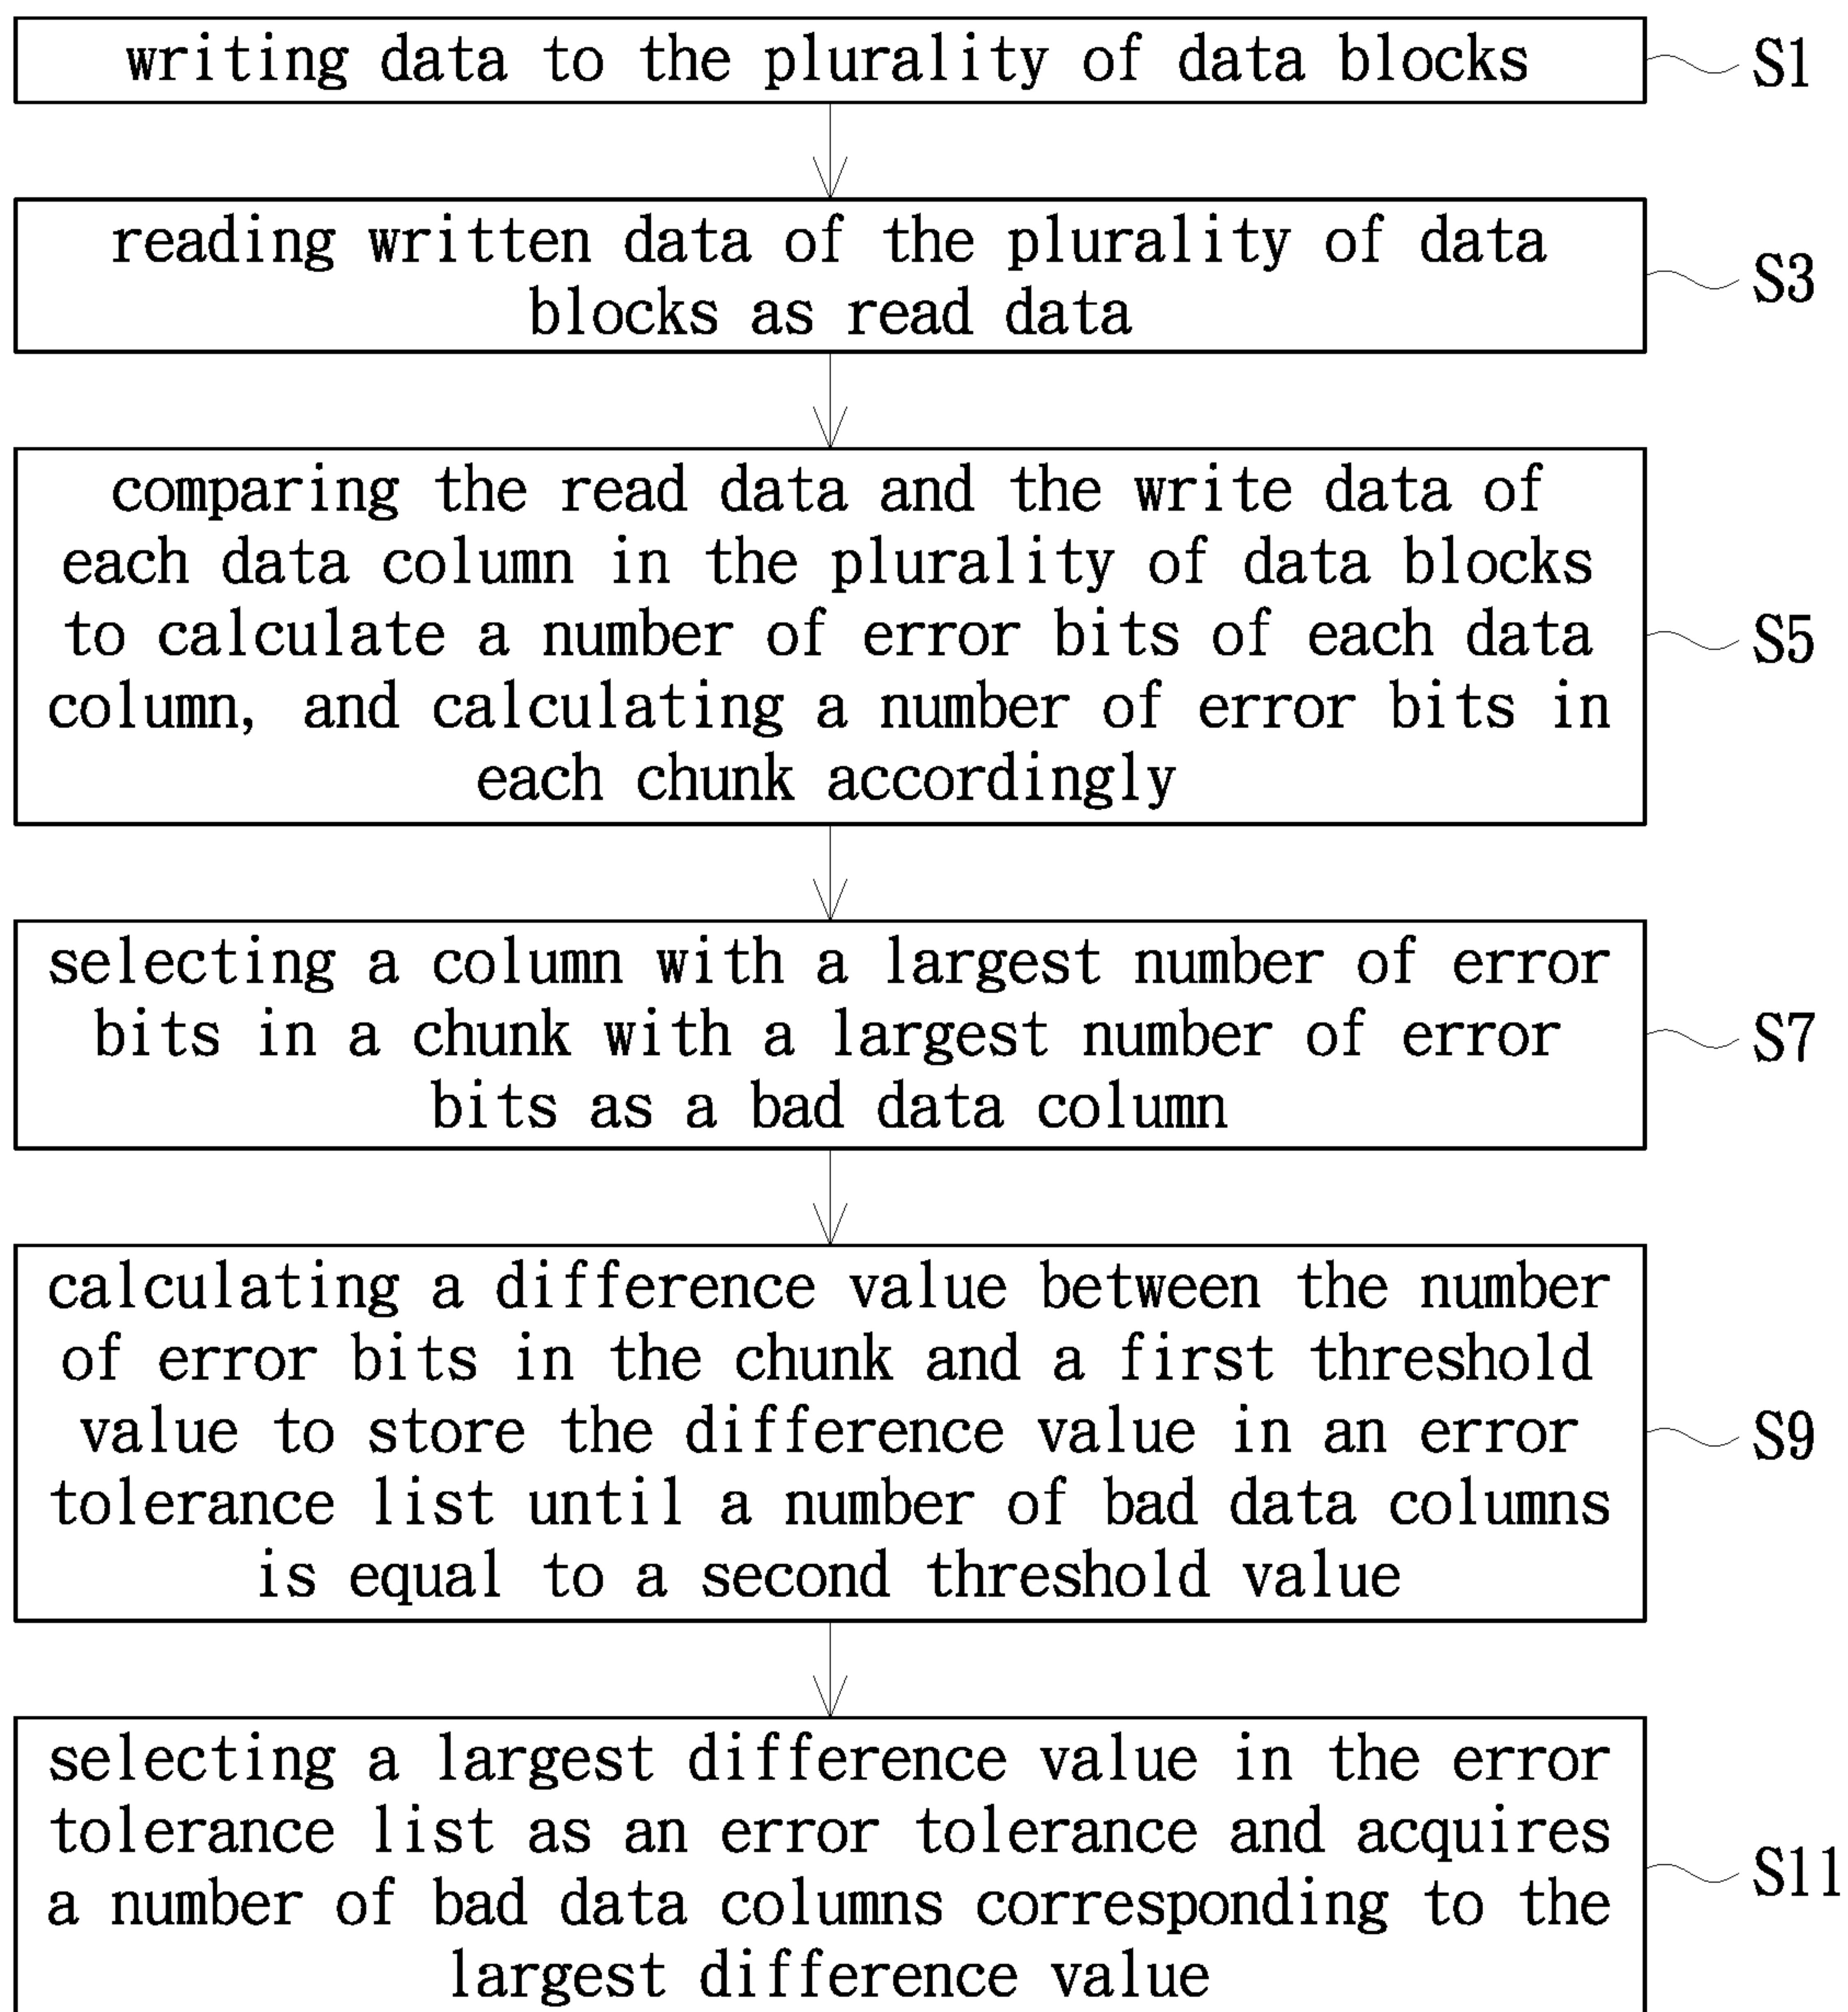 writing data to the plurality of data blocks
S1
reading written data of the plurality of data
blocks as read data
S3
comparing the read data and the write data of
each data column in the plurality of data blocks
to calculate a number of error bits of each data
column, and calculating a number of error bits in
each chunk accordingly
S5
selecting a column with a largest number of error
bits in a chunk with a largest number of error
bits as a bad data column
S7
calculating a difference value between the number
of error bits in the chunk and a first threshold
value to store the difference value in an error
tolerance list until a number of bad data columns
is equal to a second threshold value
S9
selecting a largest difference value in the error
tolerance list as an error tolerance and acquires
a number of bad data columns corresponding to the
largest difference value
S11